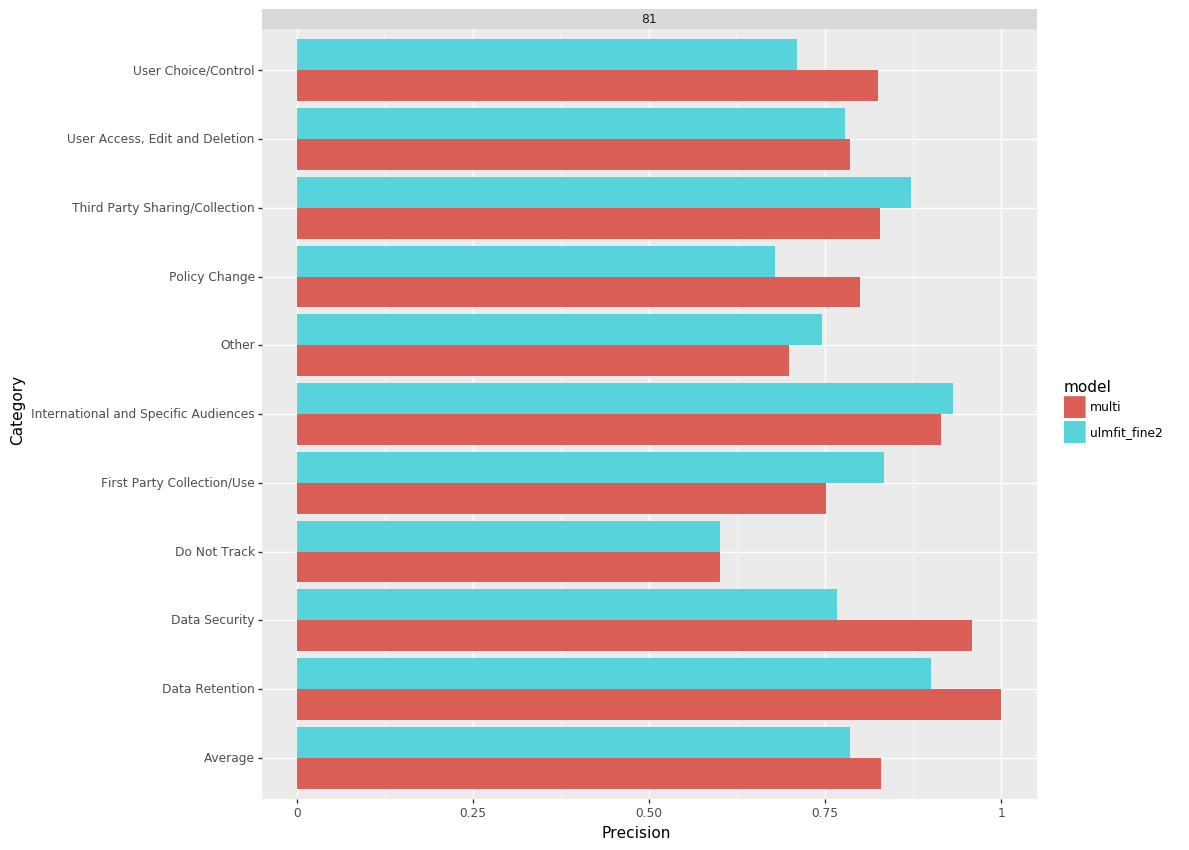 81
User Choice/Control
User Access, Edit and Deletion
Third Party Sharing/Collection
Policy Change
Other
International and Specific Audiences
First Party Collection/Use
Do Not Track
Data Security
Data Retention
Average
Category
0 0.25 0.50 0.75 1
Precision
model
multi
ulmfit_fine2